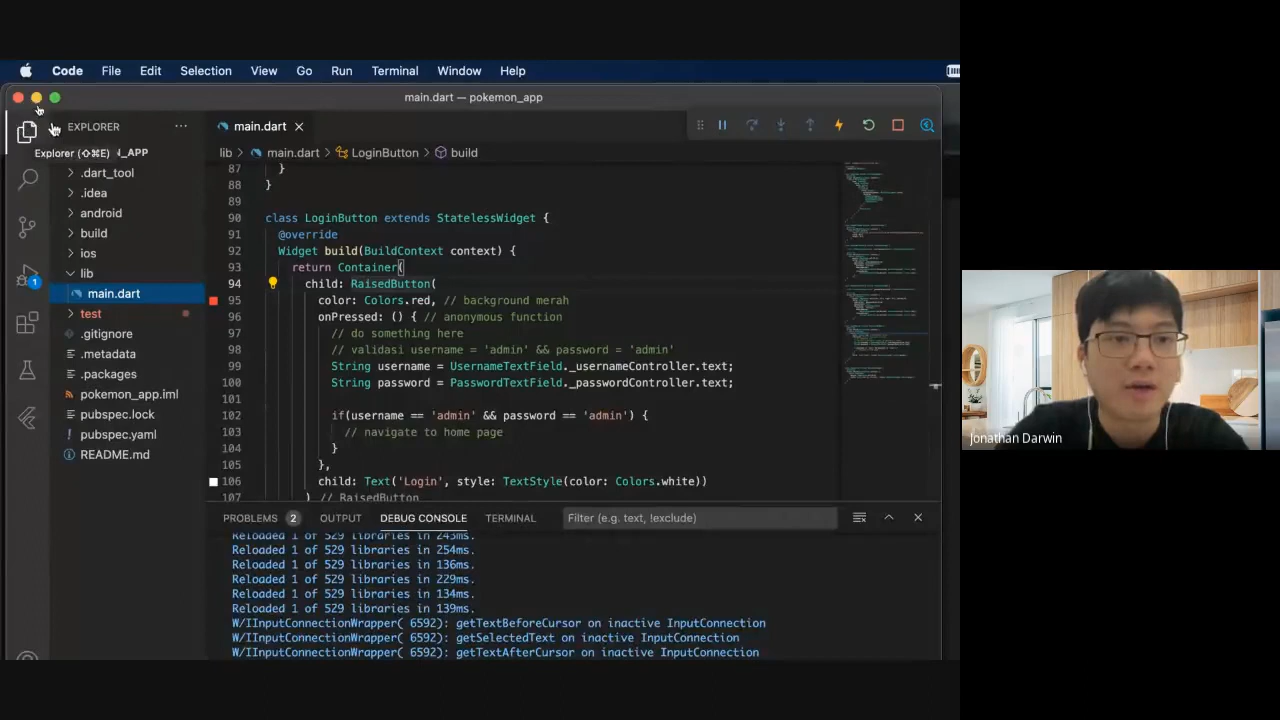 Code File Edit Selection View Go Run Terminal Window Help
main.dart — pokemon_app
EXPLORER
Explorer (⇧⌘E)
_APP
.dart_tool
.idea
android
build
ios
lib
main.dart
test
.gitignore
.metadata
.packages
pokemon_app.iml
pubspec.lock
pubspec.yaml
README.md
1
main.dart
lib > main.dart > LoginButton > build
87 }
88 }
89
90 class LoginButton extends StatelessWidget {
91 @override
92 Widget build(BuildContext context) {
93 return Container(
94 child: RaisedButton(
95 color: Colors.red, // background merah
96 onPressed: () { // anonymous function
97 // do something here
98 // validasi username = 'admin' && password = 'admin'
99 String username = UsernameTextField._usernameController.text;
100 String password = PasswordTextField._passwordController.text;
101
102 if(username == 'admin' && password == 'admin') {
103 // navigate to home page
104 }
105 },
106 child: Text('Login', style: TextStyle(color: Colors.white))
107 ) // RaisedButton
PROBLEMS 2 OUTPUT DEBUG CONSOLE TERMINAL Filter (e.g. text, !exclude)
Reloaded 1 of 529 libraries in 243ms.
Reloaded 1 of 529 libraries in 254ms.
Reloaded 1 of 529 libraries in 136ms.
Reloaded 1 of 529 libraries in 229ms.
Reloaded 1 of 529 libraries in 134ms.
Reloaded 1 of 529 libraries in 139ms.
W/IInputConnectionWrapper( 6592): getTextBeforeCursor on inactive InputConnection
W/IInputConnectionWrapper( 6592): getSelectedText on inactive InputConnection
W/IInputConnectionWrapper( 6592): getTextAfterCursor on inactive InputConnection
Jonathan Darwin